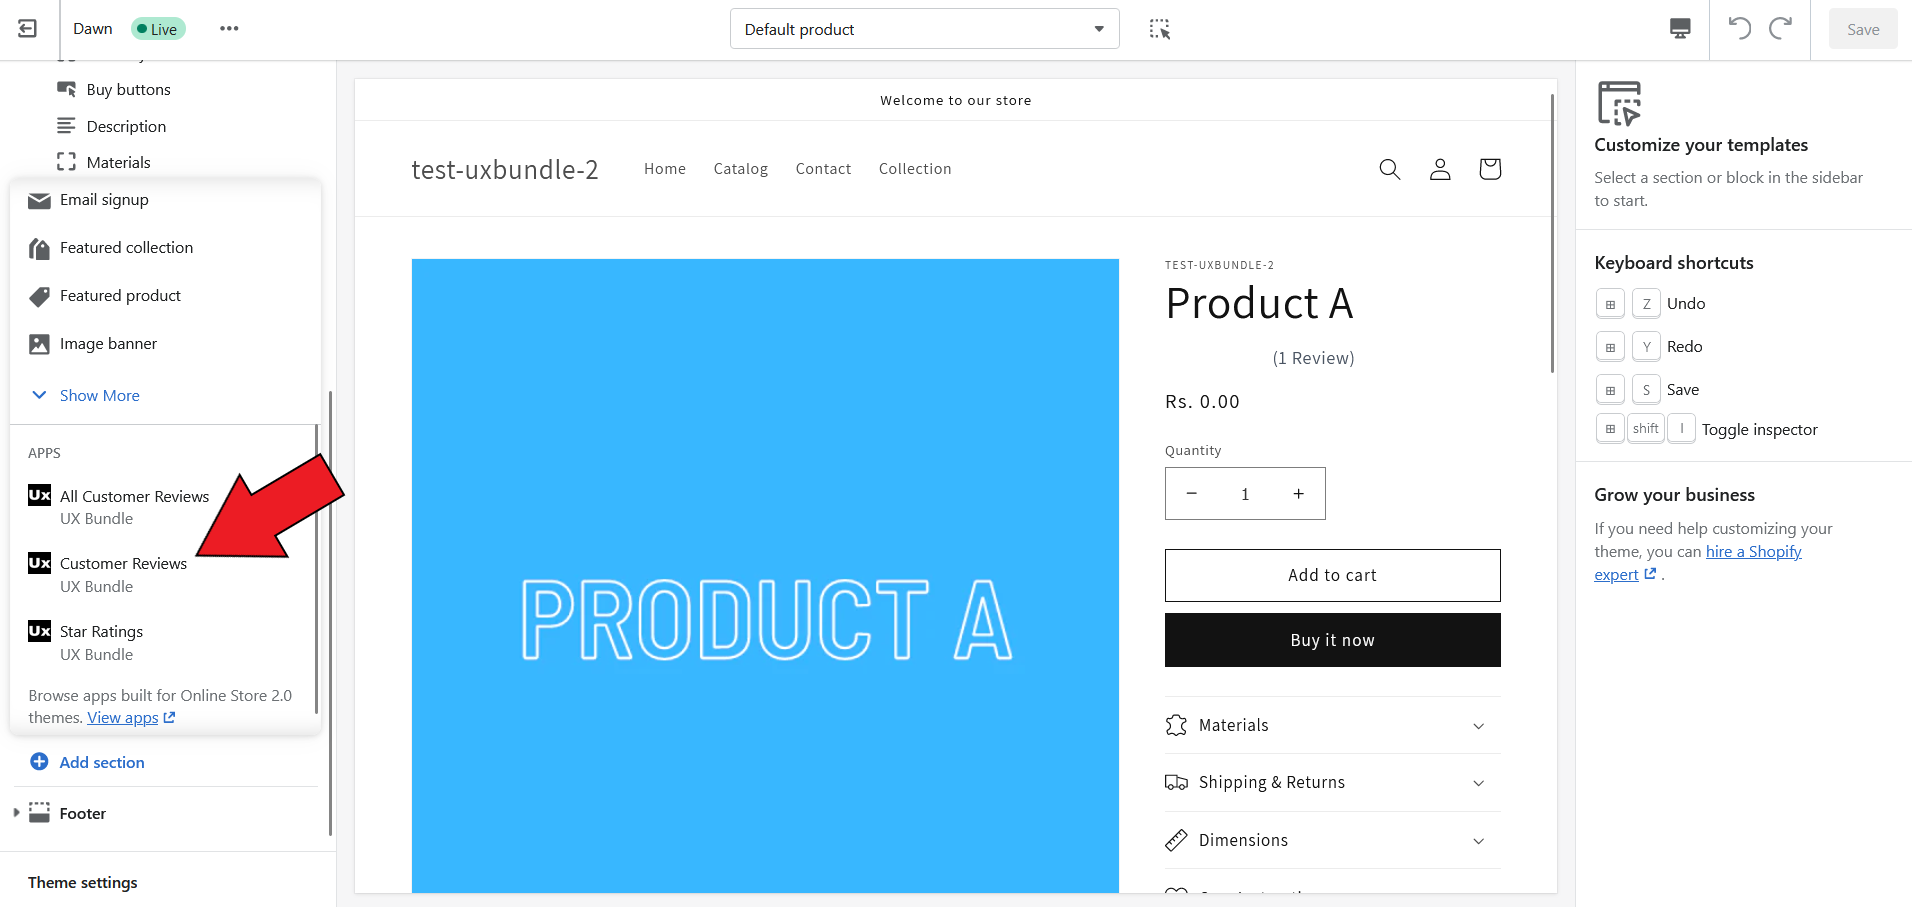 Dawn
Live
Default product
Save
Buy buttons
Description
Materials
Email signup
Featured collection
Featured product
Image banner
Show More
APPS
Ux All Customer Reviews
UX Bundle
Ux Customer Reviews
UX Bundle
Ux Star Ratings
UX Bundle
Browse apps built for Online Store 2.0
themes. View apps
Add section
Footer
Theme settings
Welcome to our store
test-uxbundle-2
Home
Catalog
Contact
Collection
PRODUCT A
TEST-UXBUNDLE-2
Product A
(1 Review)
Rs. 0.00
Quantity
− 1 +
Add to cart
Buy it now
Materials
Shipping & Returns
Dimensions
Customize your templates
Select a section or block in the sidebar
to start.
Keyboard shortcuts
Z Undo
Y Redo
S Save
shift I Toggle inspector
Grow your business
If you need help customizing your
theme, you can hire a Shopify
expert .